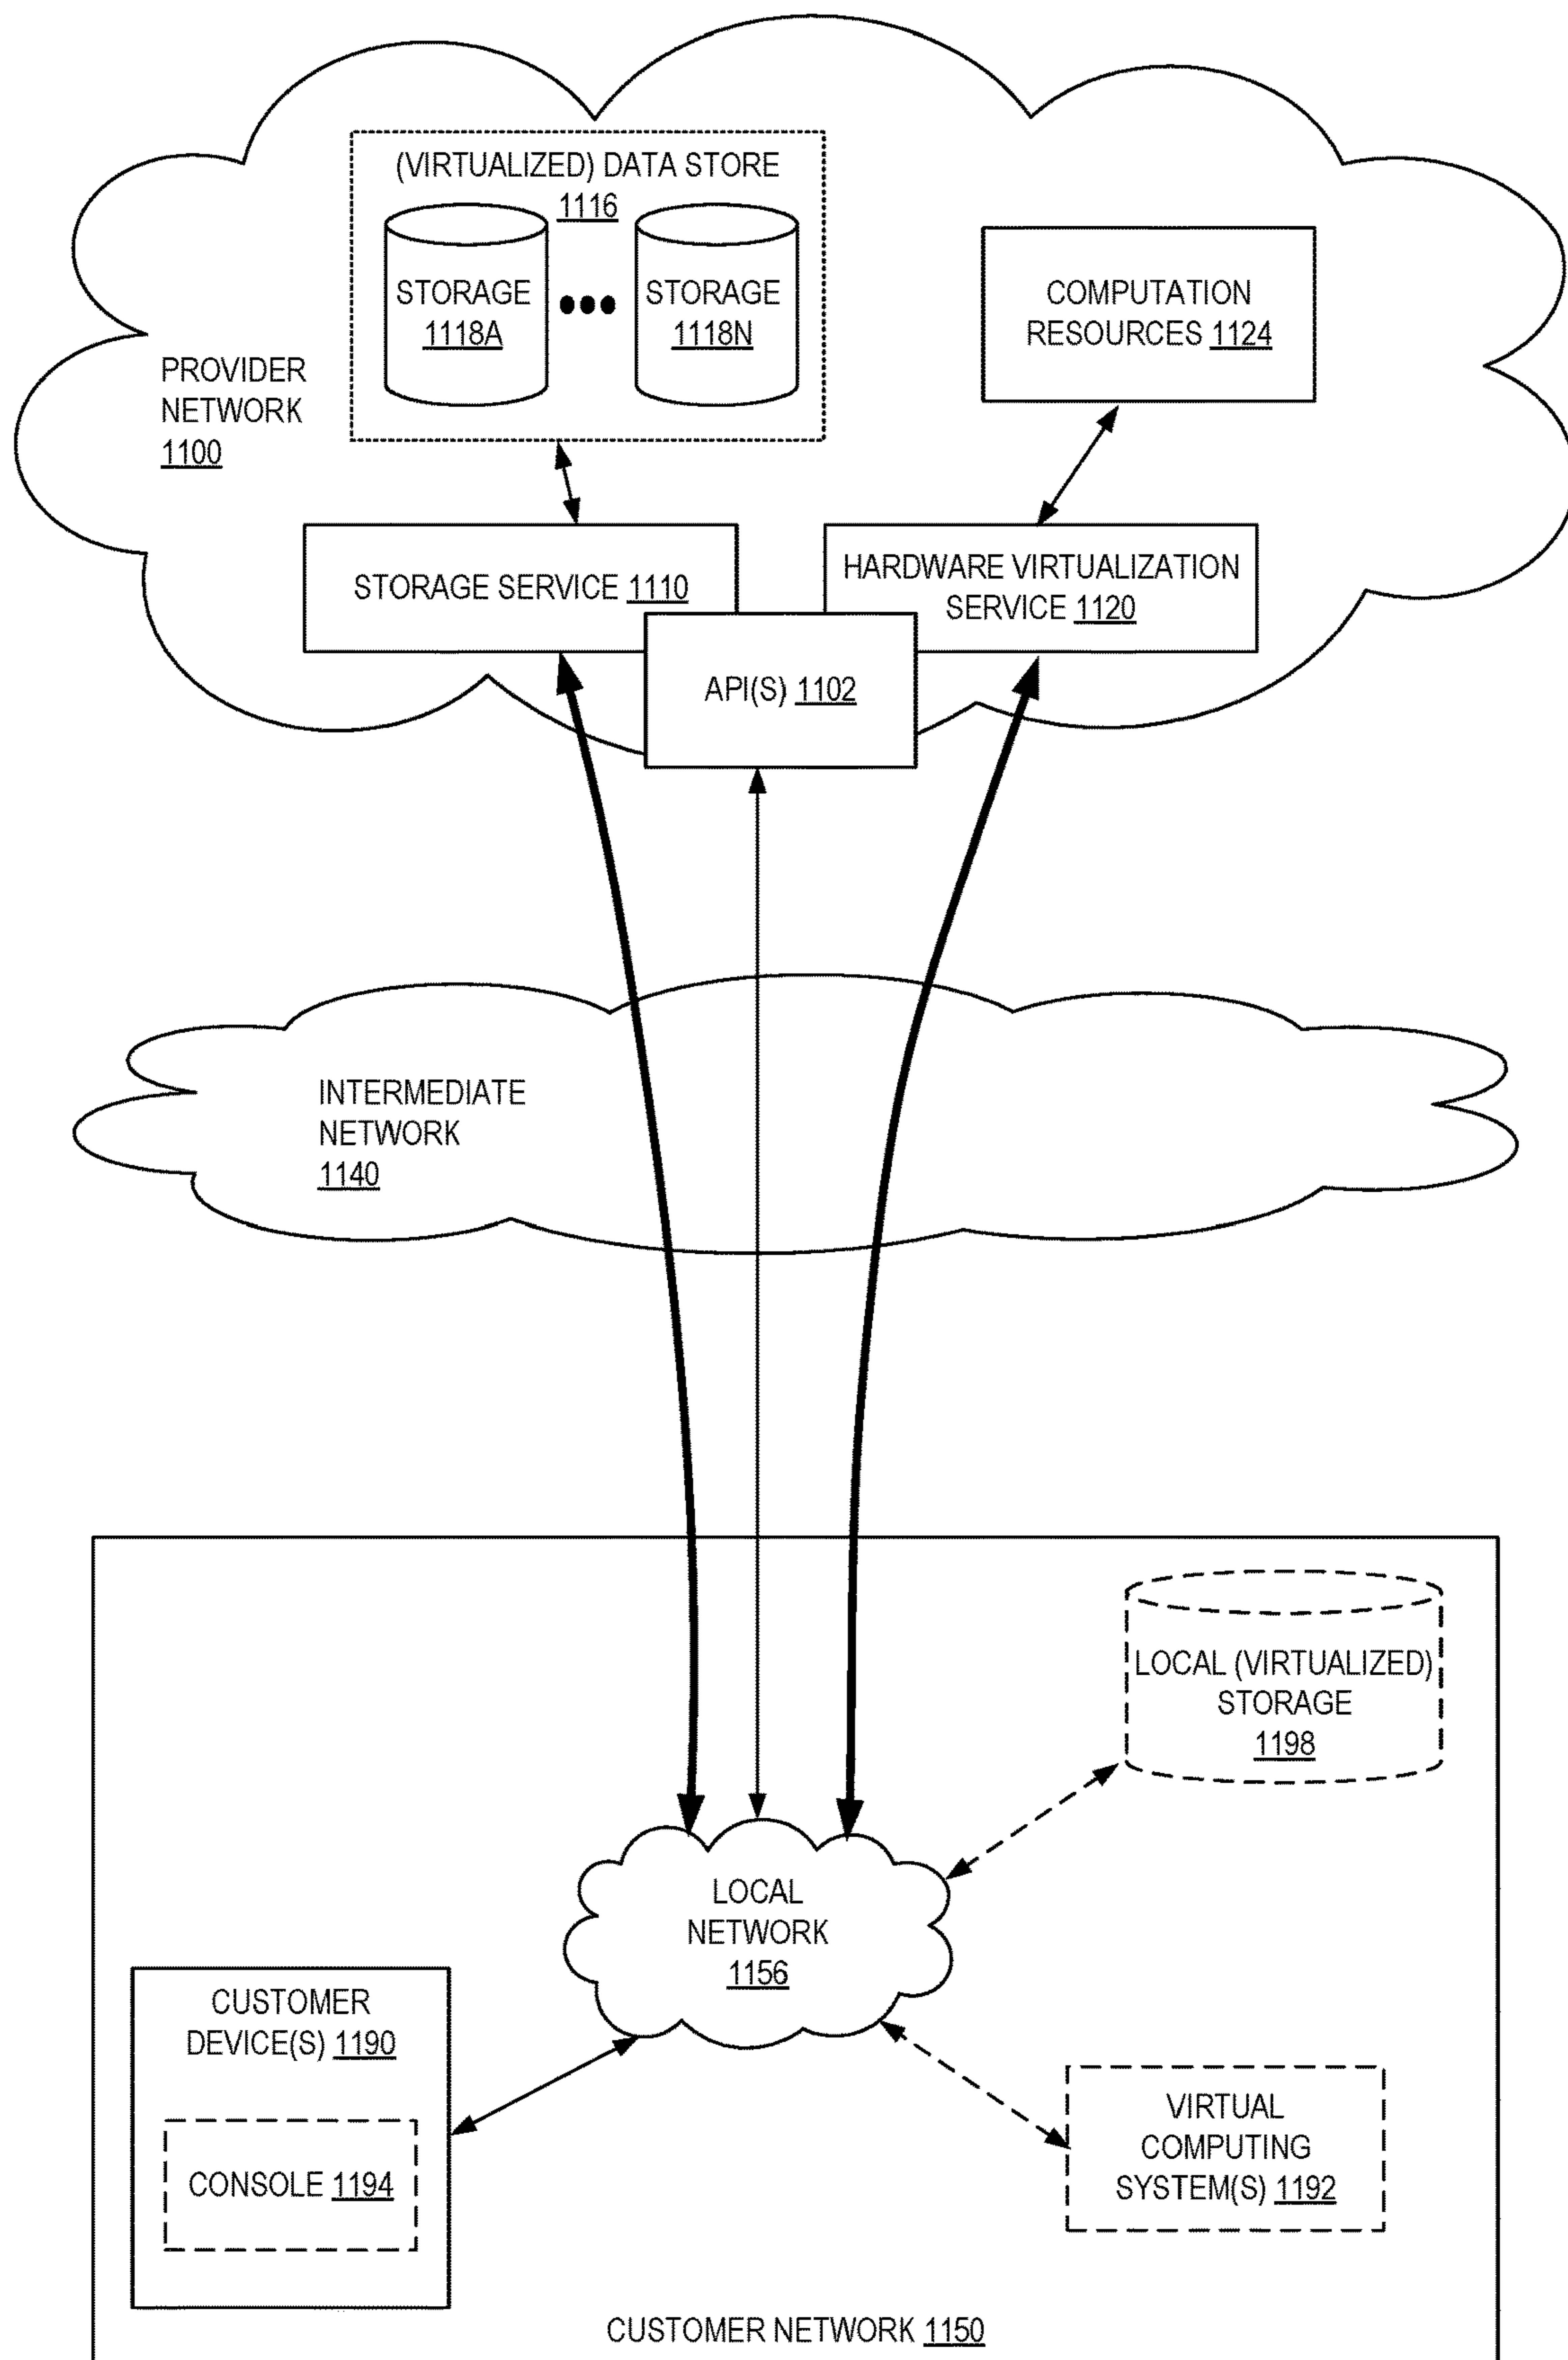 (VIRTUALIZED) DATA STORE
1116
STORAGE
1118A
STORAGE
1118N
COMPUTATION
RESOURCES 1124
PROVIDER
NETWORK
1100
STORAGE SERVICE 1110
HARDWARE VIRTUALIZATION
SERVICE 1120
API(S) 1102
INTERMEDIATE
NETWORK
1140
LOCAL (VIRTUALIZED)
STORAGE
1198
LOCAL
NETWORK
1156
CUSTOMER
DEVICE(S) 1190
CONSOLE 1194
VIRTUAL
COMPUTING
SYSTEM(S) 1192
CUSTOMER NETWORK 1150